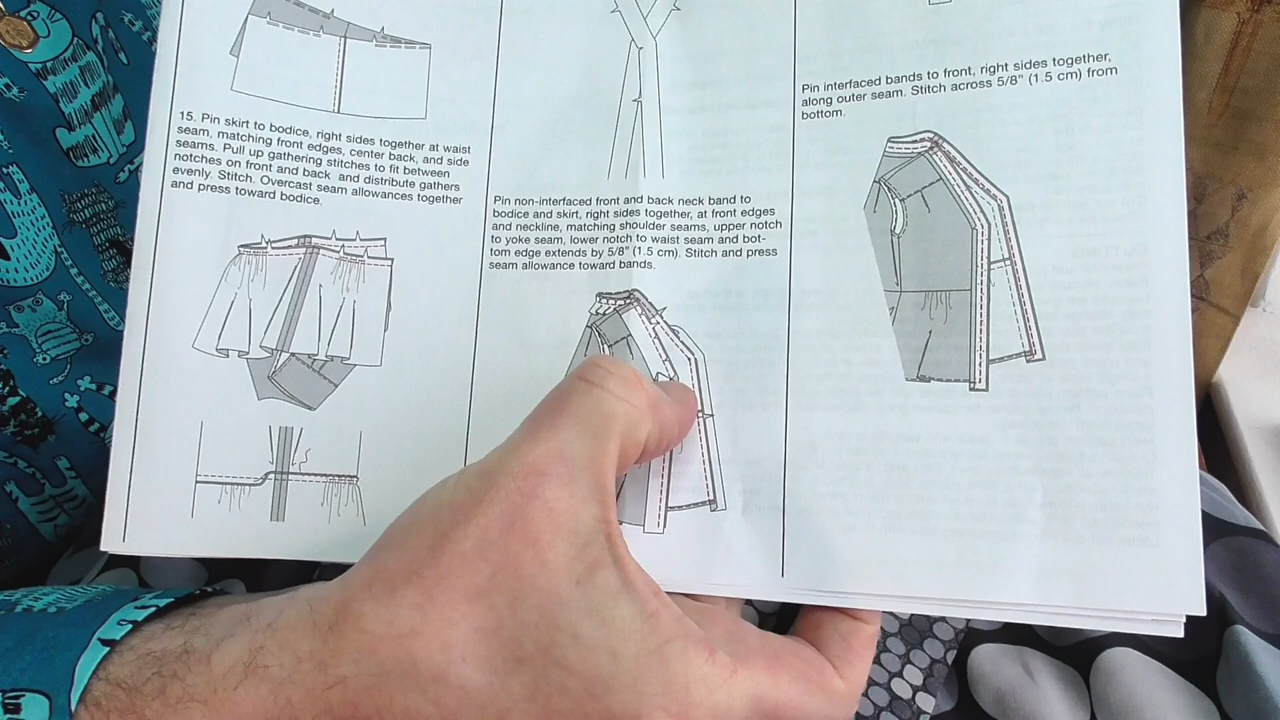 15. Pin skirt to bodice, right sides together at waist
seam, matching front edges, center back, and side
seams. Pull up gathering stitches to fit between
notches on front and back and distribute gathers
evenly. Stitch. Overcast seam allowances together
and press toward bodice.
Pin non-interfaced front and back neck band to
bodice and skirt, right sides together, at front edges
and neckline, matching shoulder seams, upper notch
to yoke seam, lower notch to waist seam and bot-
tom edge extends by 5/8" (1.5 cm). Stitch and press
seam allowance toward bands.
Pin interfaced bands to front, right sides together,
along outer seam. Stitch across 5/8" (1.5 cm) from
bottom.